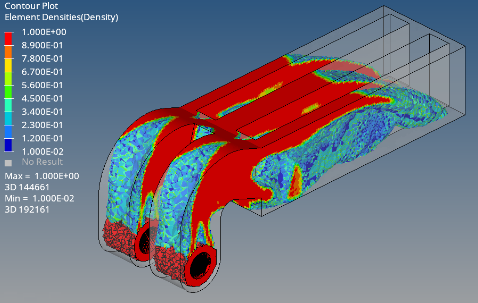 Contour Plot
Element Densities(Density)
1.000E+00
8.900E-01
7.800E-01
6.700E-01
5.600E-01
4.500E-01
3.400E-01
2.300E-01
1.200E-01
1.000E-02
No Result
Max = 1.000E+00
3D 144661
Min = 1.000E-02
3D 192161